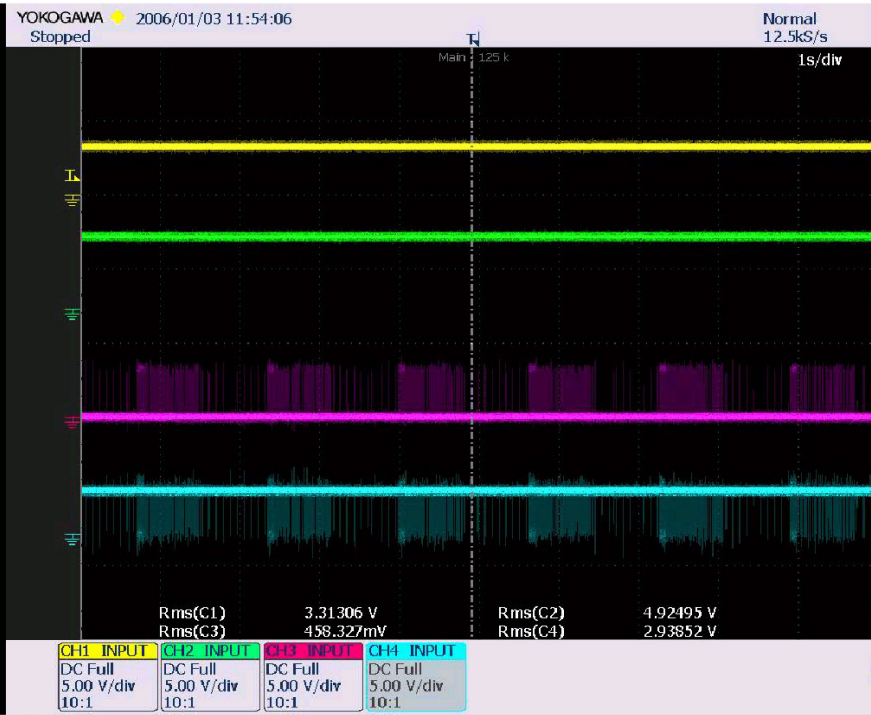 YOKOGAWA 2006/01/03 11:54:06 Normal
Stopped 12.5kS/s
Main 125 k 1s/div
Rms(C1) 3.31306 V Rms(C2) 4.92495 V
Rms(C3) 458.327mV Rms(C4) 2.93852 V
CH1 INPUT CH2 INPUT CH3 INPUT CH4 INPUT
DC Full DC Full DC Full DC Full
5.00 V/div 5.00 V/div 5.00 V/div 5.00 V/div
10:1 10:1 10:1 10:1